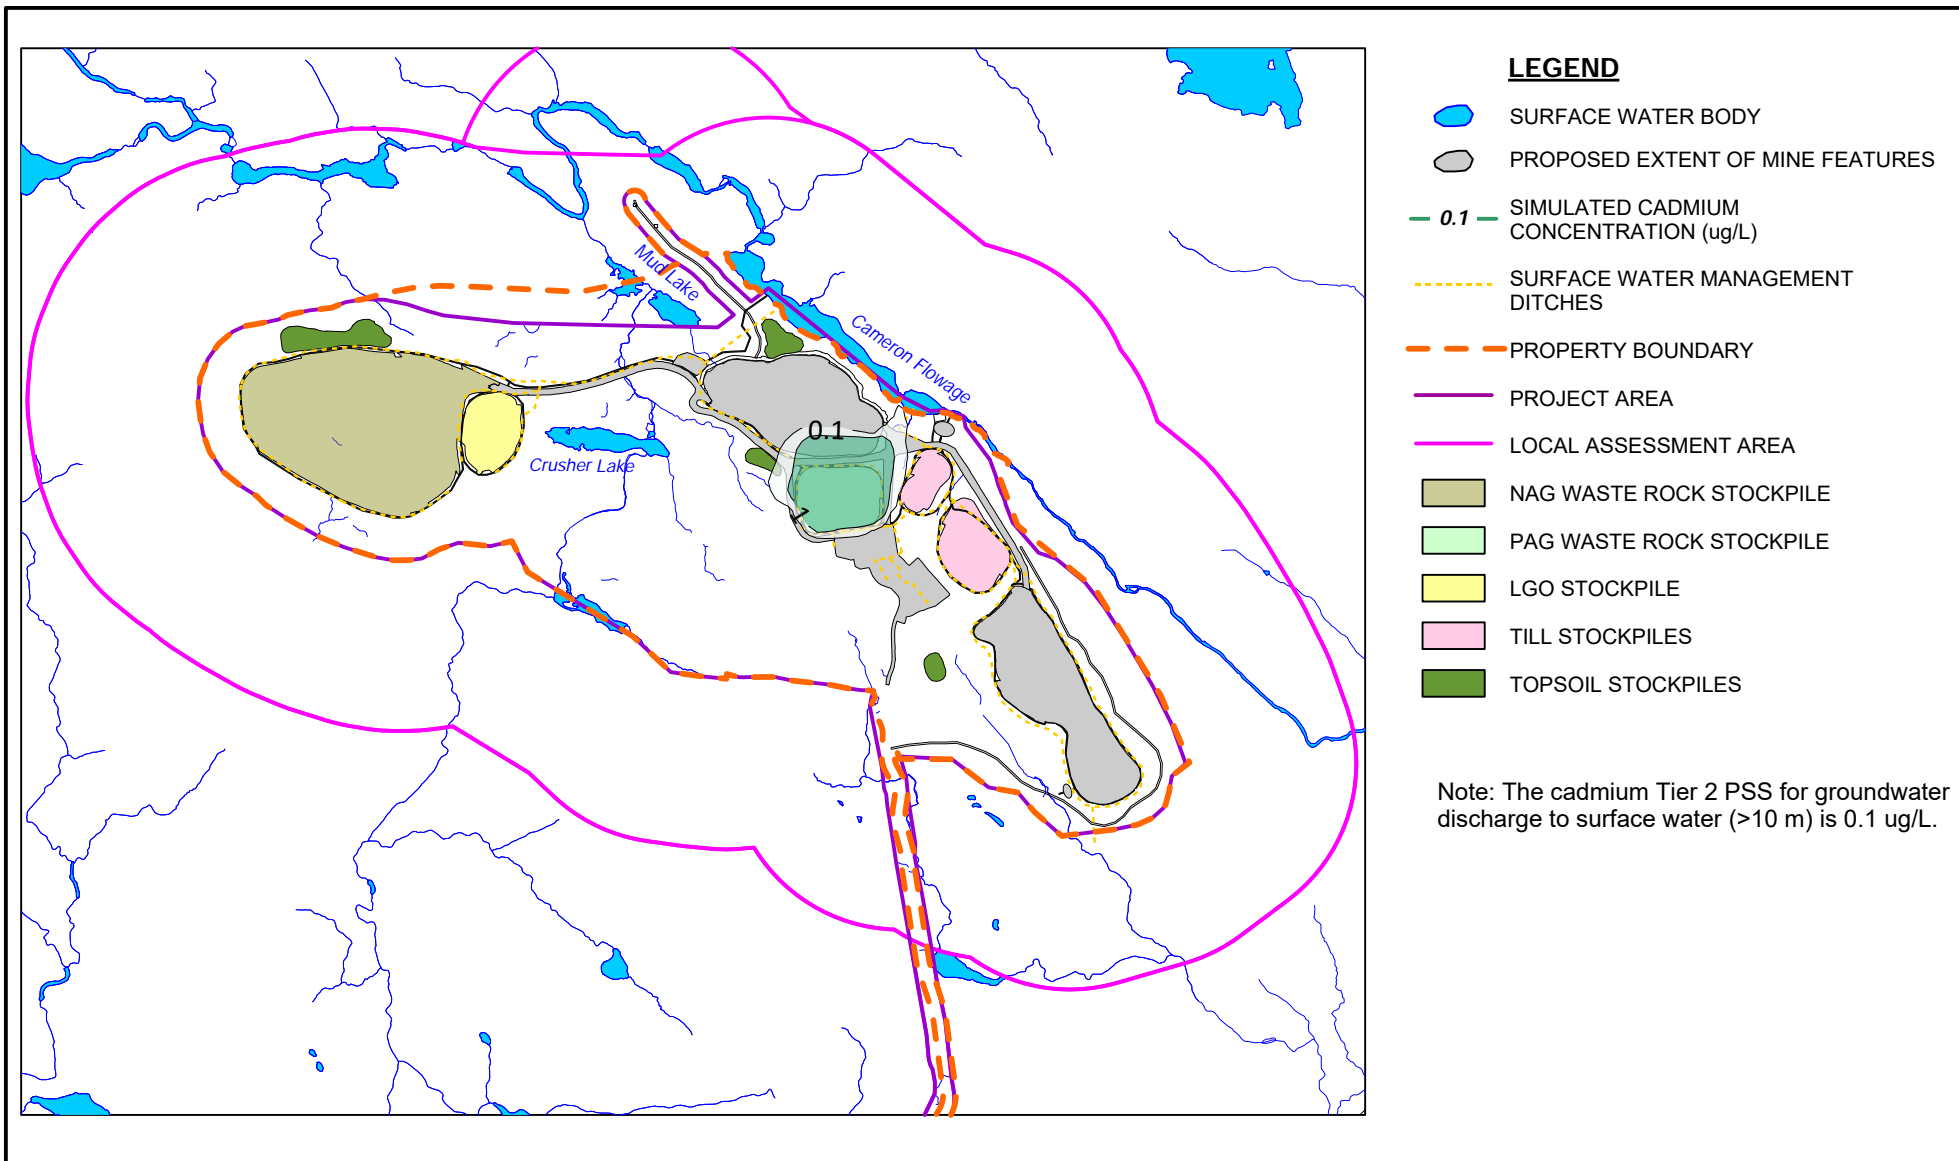 LEGEND
SURFACE WATER BODY
PROPOSED EXTENT OF MINE FEATURES
0.1
SIMULATED CADMIUM
CONCENTRATION (ug/L)
SURFACE WATER MANAGEMENT
DITCHES
PROPERTY BOUNDARY
PROJECT AREA
LOCAL ASSESSMENT AREA
NAG WASTE ROCK STOCKPILE
PAG WASTE ROCK STOCKPILE
LGO STOCKPILE
TILL STOCKPILES
TOPSOIL STOCKPILES
Note: The cadmium Tier 2 PSS for groundwater
discharge to surface water (>10 m) is 0.1 ug/L.
Mud Lake
Cameron Flowage
Crusher Lake
0.1
1